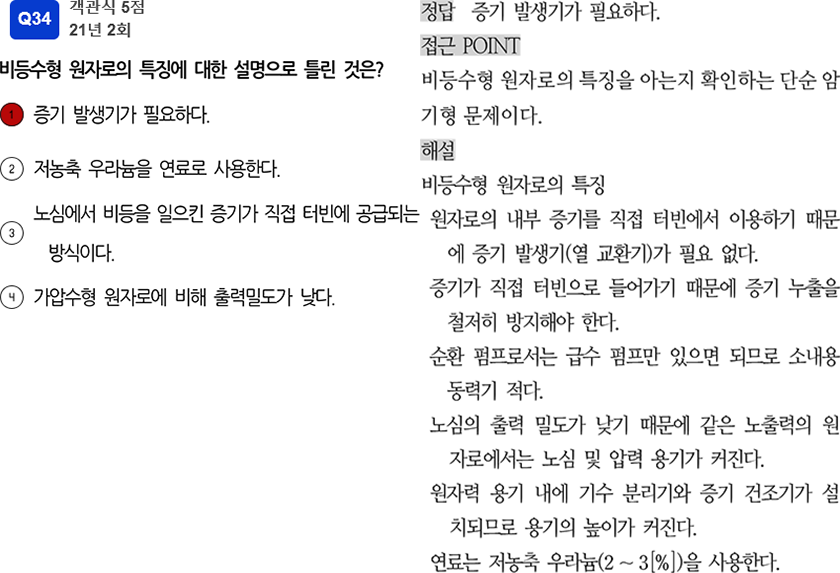 Q34
객관식 5점
21년 2회
비등수형 원자로의 특징에 대한 설명으로 틀린 것은?
1 증기 발생기가 필요하다.
2 저농축 우라늄을 연료로 사용한다.
3 노심에서 비등을 일으킨 증기가 직접 터빈에 공급되는
방식이다.
4 가압수형 원자로에 비해 출력밀도가 낮다.
정답 증기 발생기가 필요하다.
접근 POINT
비등수형 원자로의 특징을 아는지 확인하는 단순 암
기형 문제이다.
해설
비등수형 원자로의 특징
원자로의 내부 증기를 직접 터빈에서 이용하기 때문
에 증기 발생기(열 교환기)가 필요 없다.
증기가 직접 터빈으로 들어가기 때문에 증기 누출을
철저히 방지해야 한다.
순환 펌프로서는 급수 펌프만 있으면 되므로 소내용
동력기 적다.
노심의 출력 밀도가 낮기 때문에 같은 노출력의 원
자로에서는 노심 및 압력 용기가 커진다.
원자력 용기 내에 기수 분리기와 증기 건조기가 설
치되므로 용기의 높이가 커진다.
연료는 저농축 우라늄(2 ~ 3[%])을 사용한다.